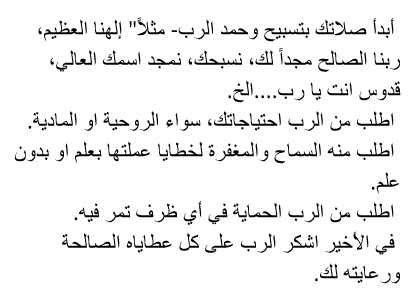 أبدأ صلاتك بتسبيح وحمد الرب- مثلاً" إلهنا العظيم،
ربنا الصالح مجداً لك، نسبحك، نمجد اسمك العالي،
قدوس انت يا رب....الخ.
اطلب من الرب احتياجاتك، سواء الروحية او المادية.
اطلب منه السماح والمغفرة لخطايا عملتها بعلم او بدون
علم.
اطلب من الرب الحماية في أي ظرف تمر فيه.
في الأخير اشكر الرب على كل عطاياه الصالحة
ورعايته لك.